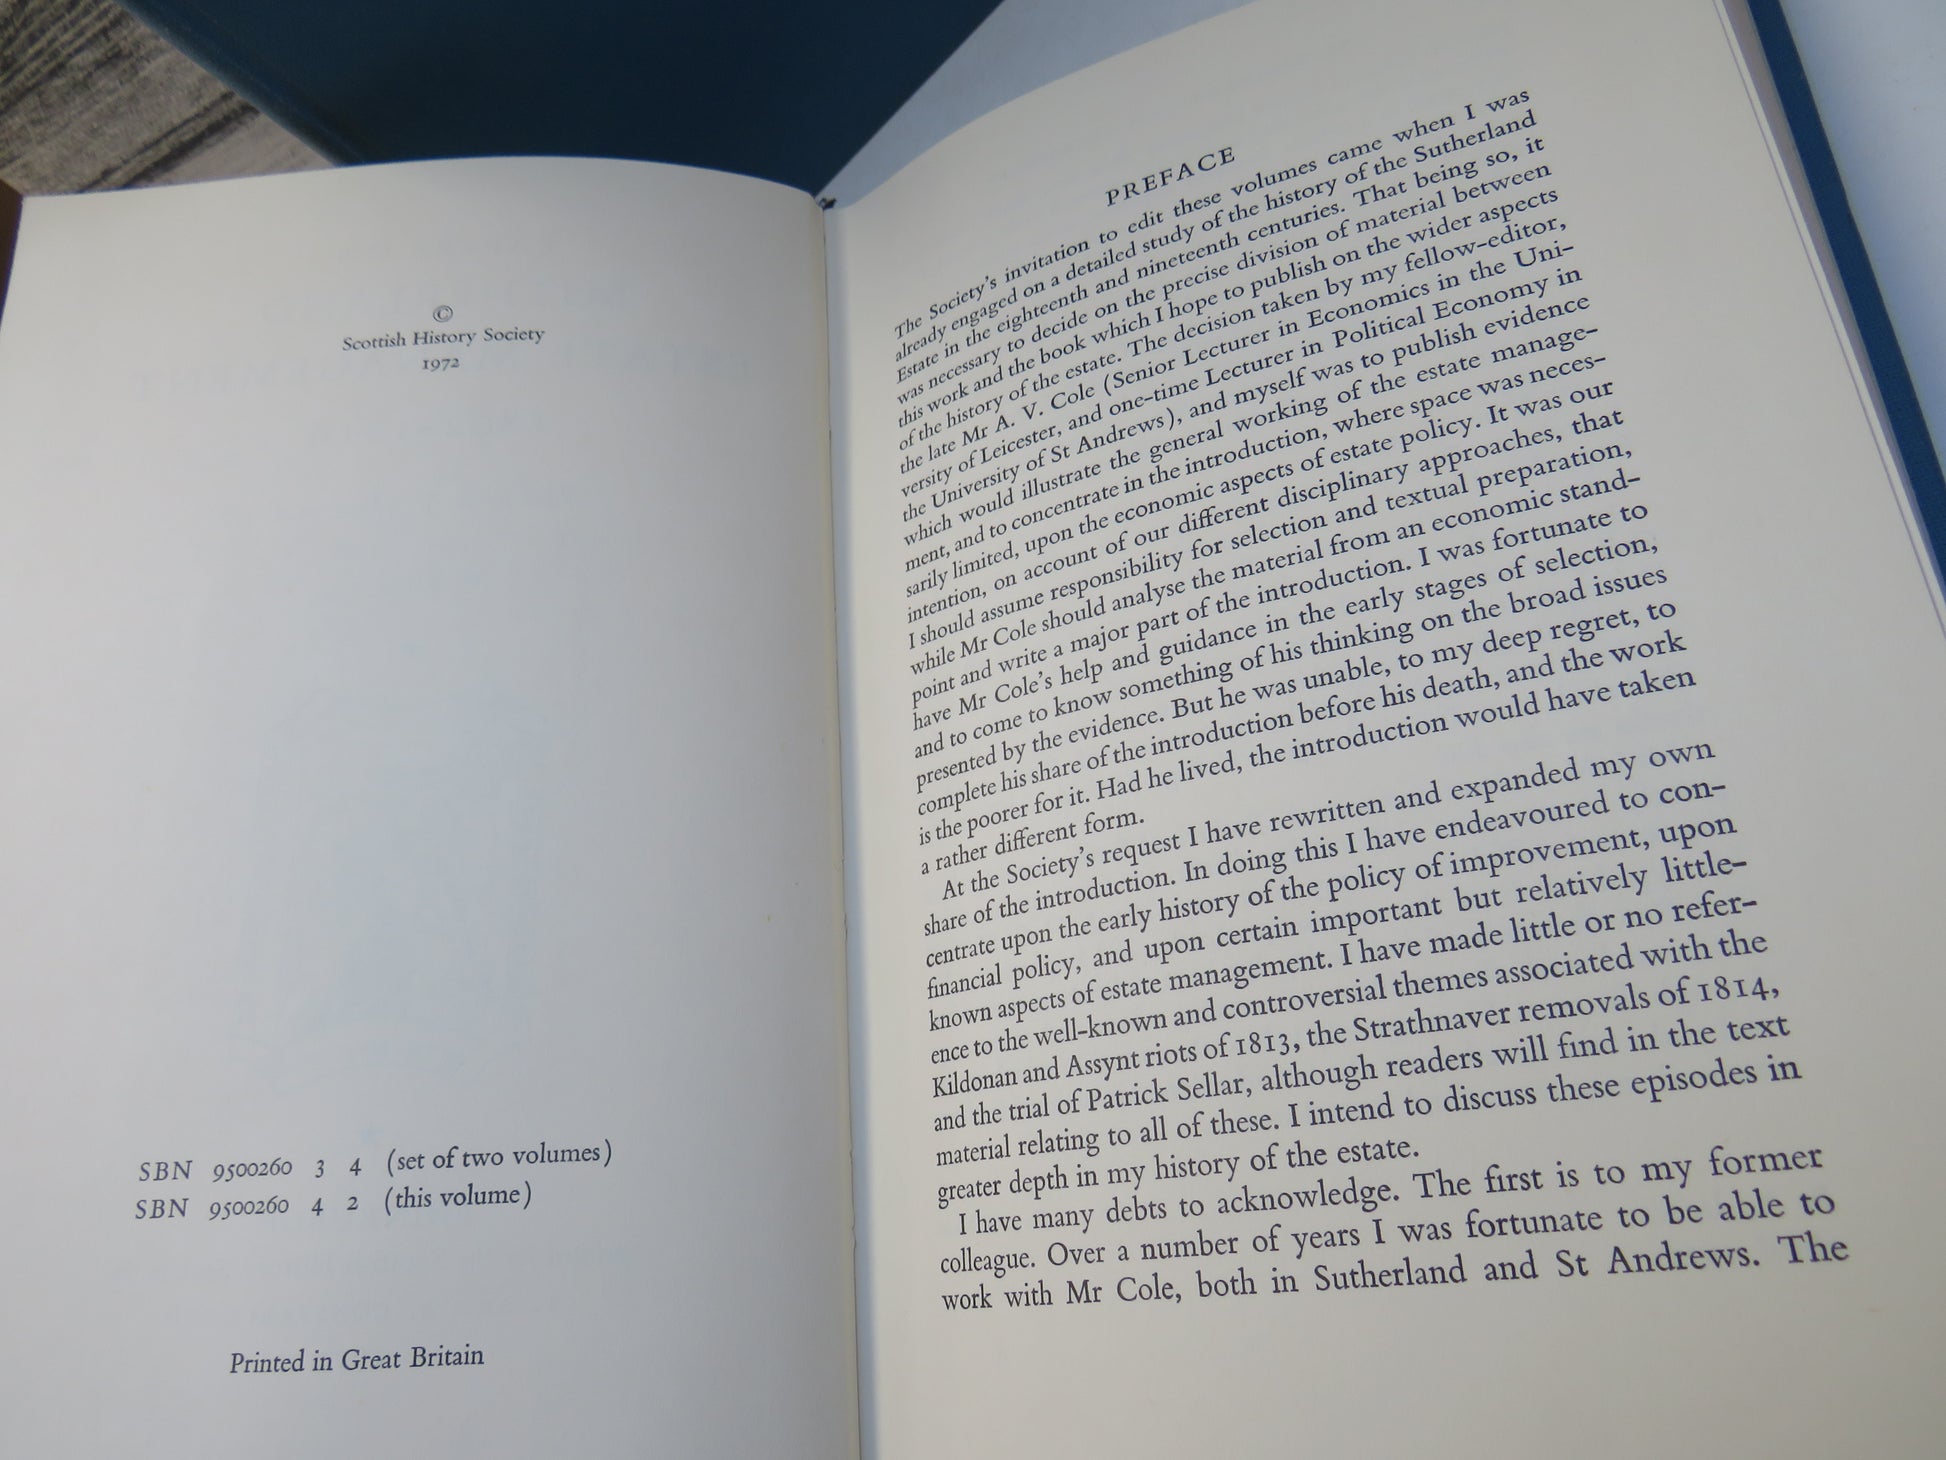 ©
Scottish History Society
1972
SBN 9500260 3 4 (set of two volumes)
SBN 9500260 4 2 (this volume)
Printed in Great Britain
PREFACE
The Society's invitation to edit these volumes came when I was
already engaged on a detailed study of the history of the Sutherland
Estate in the eighteenth and nineteenth centuries. That being so, it
was necessary to decide on the precise division of material between
this work and the book which I hope to publish on the wider aspects
of the history of the estate. The decision taken by my fellow-editor,
the late Mr A. V. Cole (Senior Lecturer in Economics in the Uni-
versity of Leicester, and one-time Lecturer in Political Economy in
the University of St Andrews), and myself was to publish evidence
which would illustrate the general working of the estate manage-
ment, and to concentrate in the introduction, where space was neces-
sarily limited, upon the economic aspects of estate policy. It was our
intention, on account of our different disciplinary approaches, that
I should assume responsibility for selection and textual preparation,
while Mr Cole should analyse the material from an economic stand-
point and write a major part of the introduction. I was fortunate to
have Mr Cole's help and guidance in the early stages of selection,
and to come to know something of his thinking on the broad issues
presented by the evidence. But he was unable, to my deep regret, to
complete his share of the introduction before his death, and the work
is the poorer for it. Had he lived, the introduction would have taken
a rather different form.
At the Society's request I have rewritten and expanded my own
share of the introduction. In doing this I have endeavoured to con-
centrate upon the early history of the policy of improvement, upon
financial policy, and upon certain important but relatively little-
known aspects of estate management. I have made little or no refer-
ence to the well-known and controversial themes associated with the
Kildonan and Assynt riots of 1813, the Strathnaver removals of 1814,
and the trial of Patrick Sellar, although readers will find in the text
material relating to all of these. I intend to discuss these episodes in
greater depth in my history of the estate.
I have many debts to acknowledge. The first is to my former
colleague. Over a number of years I was fortunate to be able to
work with Mr Cole, both in Sutherland and St Andrews. The